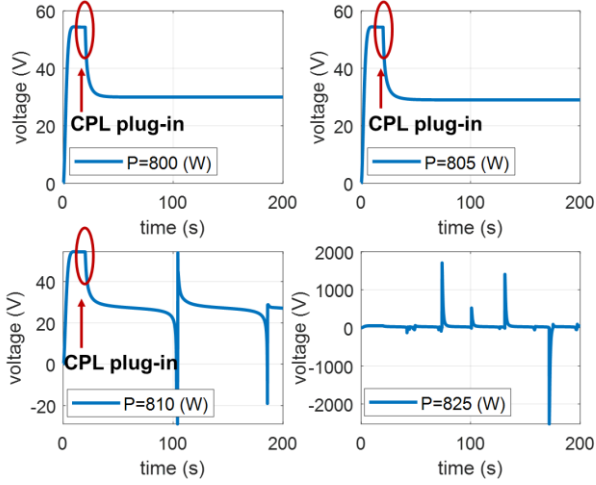 60
40
20
0
voltage (V)
CPL plug-in
P=800 (W)
0 100 200
time (s)
60
40
20
0
voltage (V)
CPL plug-in
P=805 (W)
0 100 200
time (s)
40
20
0
-20
voltage (V)
CPL plug-in
P=810 (W)
0 100 200
time (s)
2000
1000
0
-1000
-2000
voltage (V)
P=825 (W)
0 100 200
time (s)